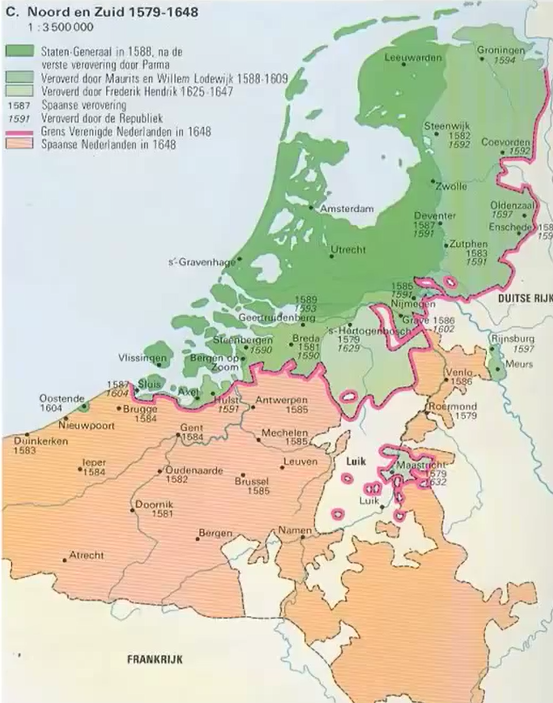 C. Noord en Zuid 1579-1648
1 : 3 500 000
Staten-Generaal in 1588, na de
verste verovering door Parma
Veroverd door Maurits en Willem Lodewijk 1588-1609
Veroverd door Frederik Hendrik 1625-1647
1587 Spaanse verovering
1591 Veroverd door de Republiek
Grens Verenigde Nederlanden in 1648
Spaanse Nederlanden in 1648
Groningen
1594
Leeuwarden
Steenwijk
1582
1592
Coevorden
1592
Zwolle
Oldenzaal
1597
Enschede 158
159
Amsterdam
Deventer
1587
1591
Zutphen
1583
1591
Utrecht
s'-Gravenhage
1585
1591
Nijmegen
DUITSE RIJK
1589
1593
Geertruidenberg
Grave 1586
1602
's-Hertogenbosch
1579
1629
Steenbergen
1590
Breda
1581
1590
Rijnsburg
1597
Meurs
Vlissingen
Bergen op
Zoom
Venlo
1586
1587
1604
Sluis
Axel
Hulst
1591
Antwerpen
1585
Roermond
1579
Oostende
1604
Brugge
1584
Nieuwpoort
Gent
1584
Mechelen
1585
Duinkerken
1583
Ieper
1584
Oudenaarde
1582
Leuven
Luik
Maastricht
1579
1632
Brussel
1585
Luik
Doornik
1581
Bergen
Namen
Atrecht
FRANKRIJK